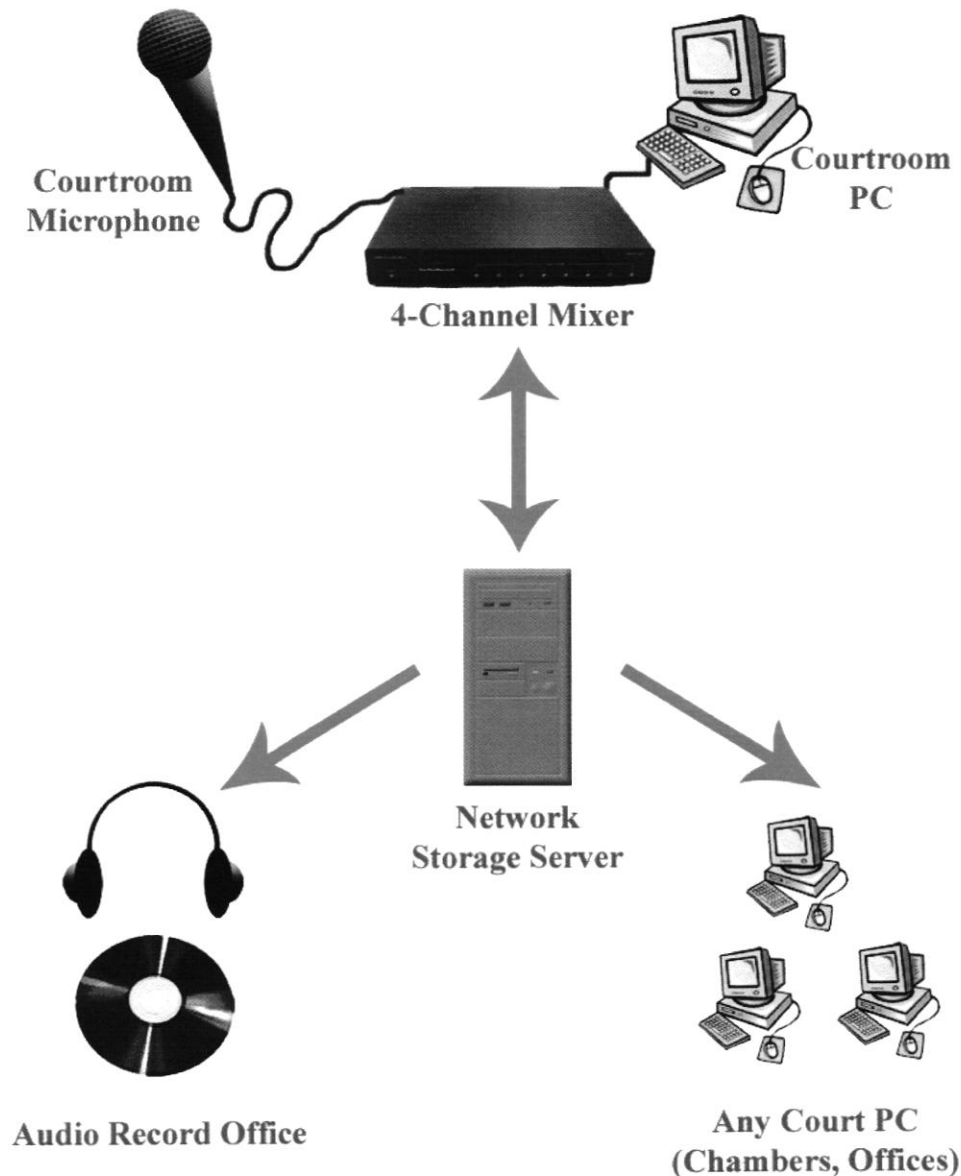 Courtroom
Microphone
Courtroom
PC
4-Channel Mixer
Network
Storage Server
Audio Record Office
Any Court PC
(Chambers, Offices)